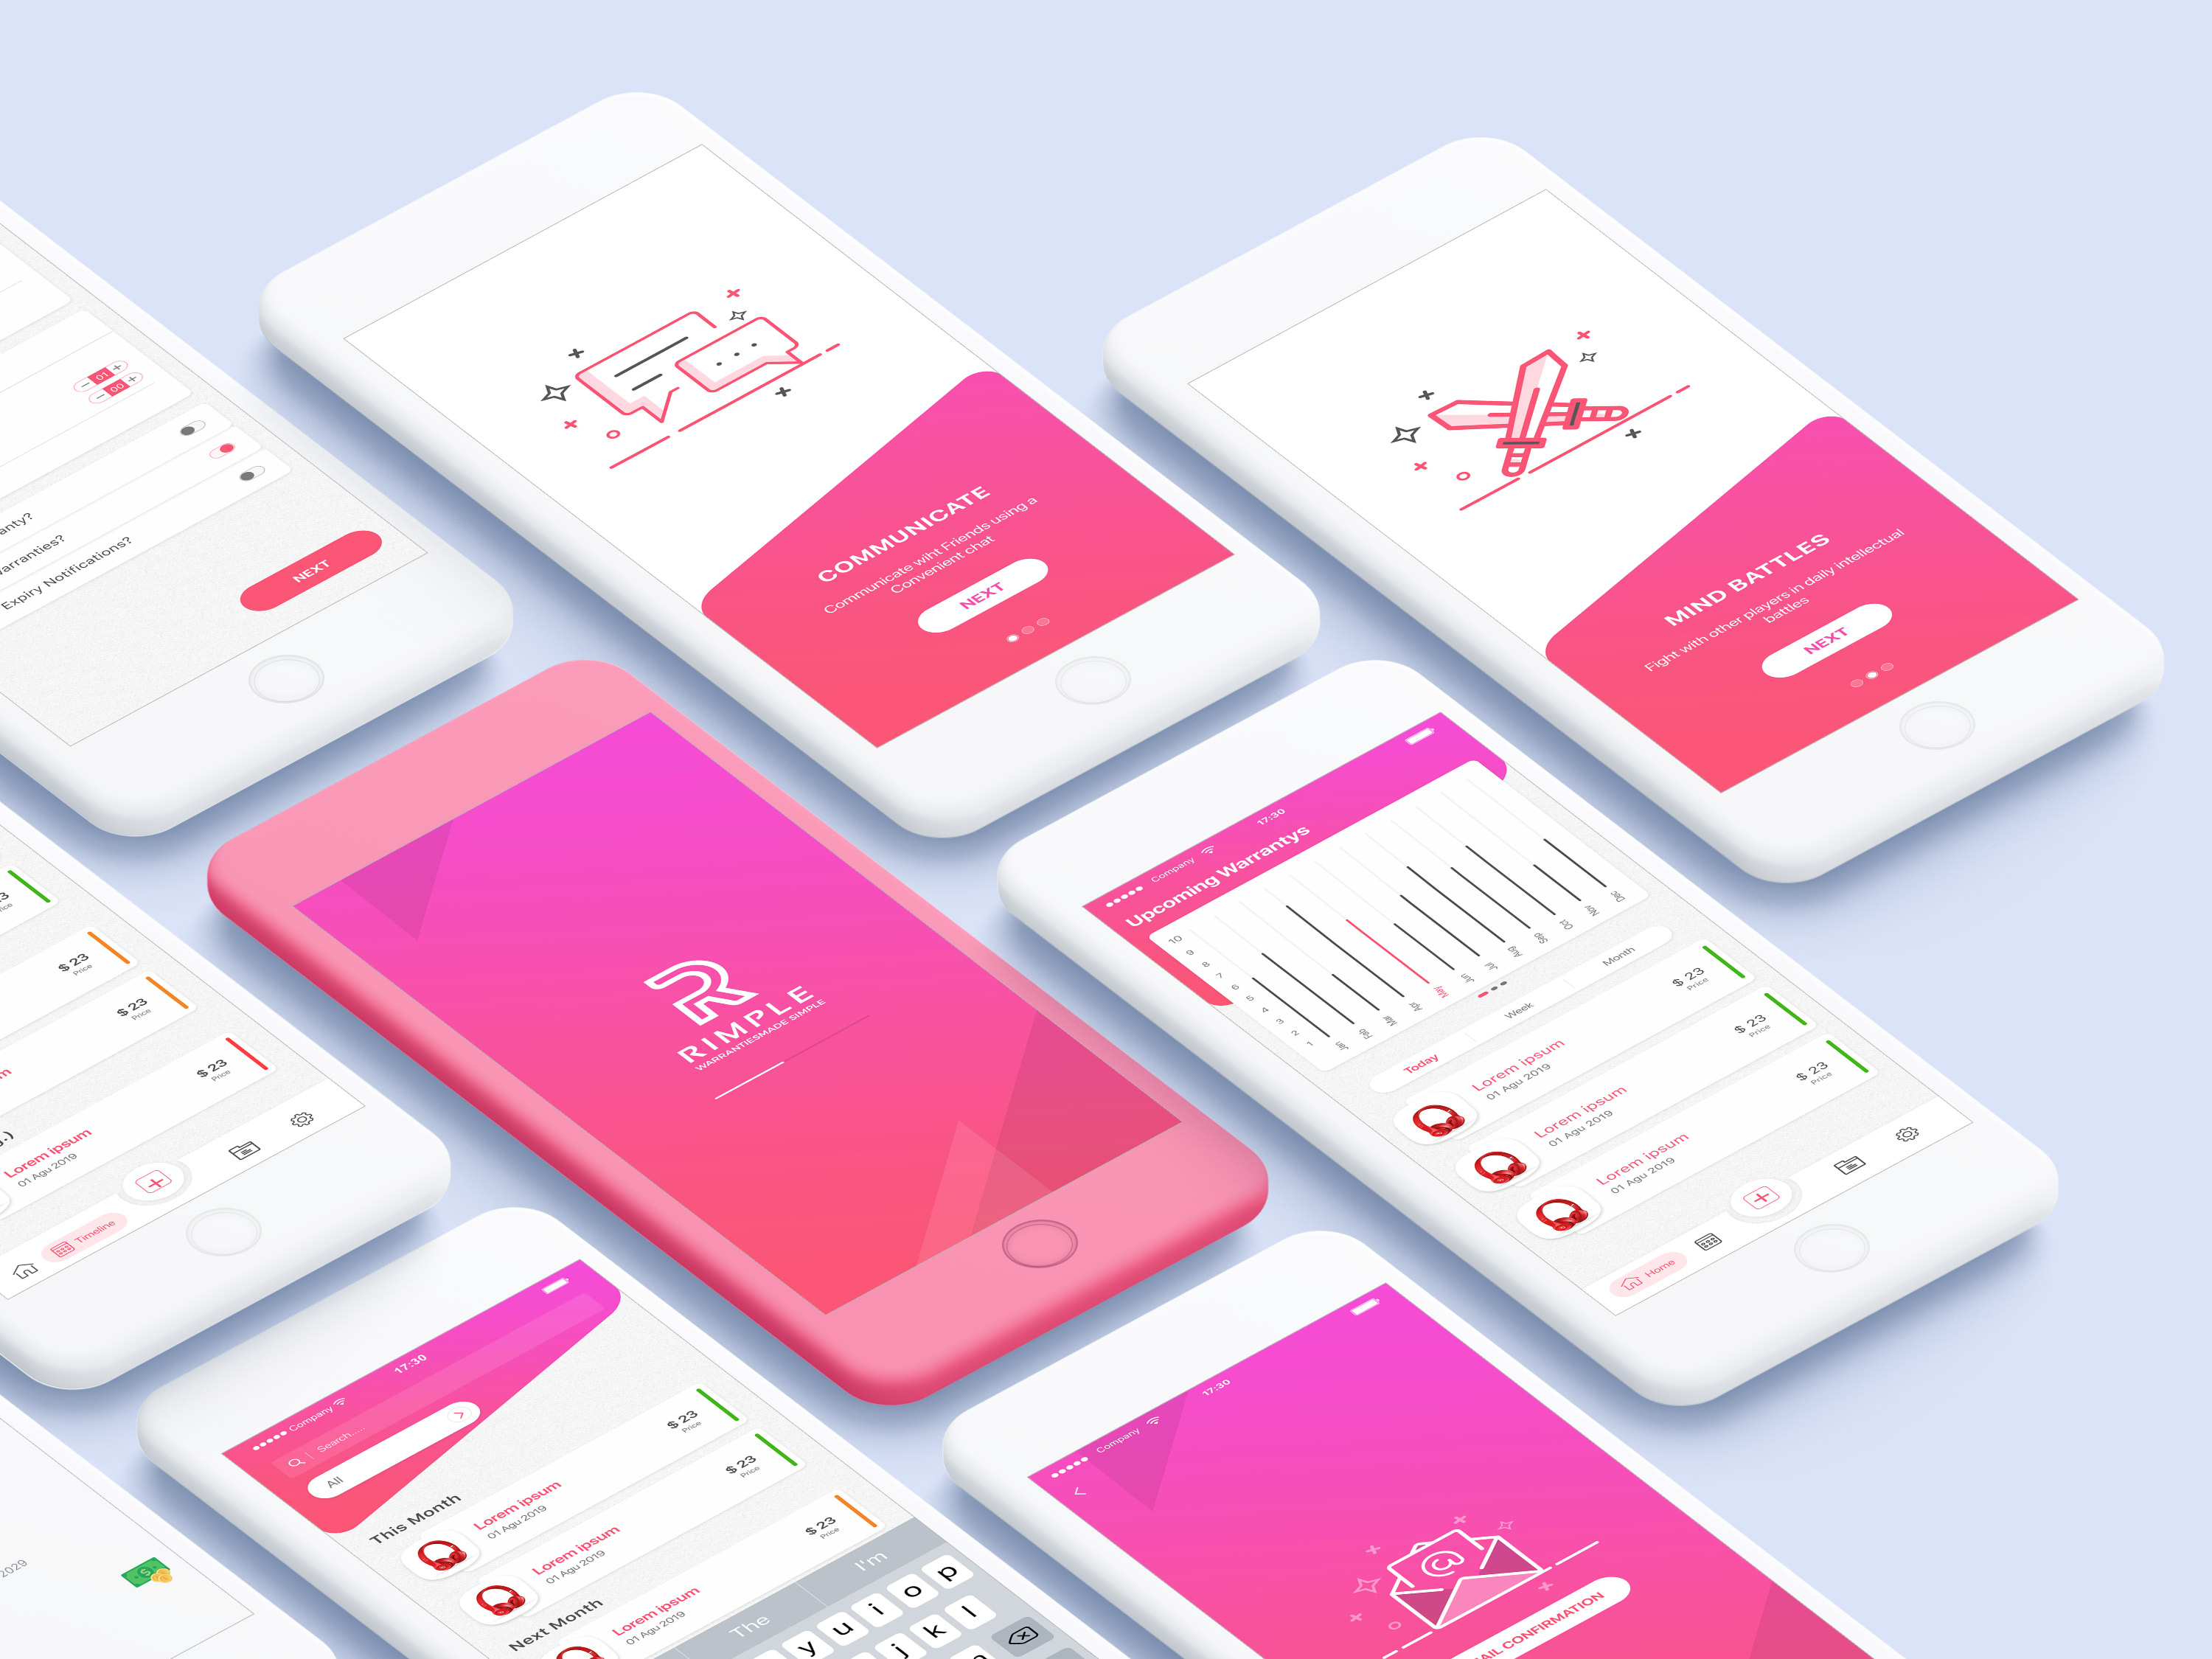 01
00
Expiry Notifications?
NEXT
COMMUNICATE
Communicate wiht Friends using a
Convenient chat
NEXT
MIND BATTLES
Fight with other players in daily intellectual
battles
NEXT
$ 23
Price
$ 23
Price
$ 23
Price
Lorem ipsum
01 Agu 2019
Timeline
RIMPLE
WARRANTIESMADE SIMPLE
Company
17:30
Upcoming Warrantys
10
9
8
7
6
5
4
3
2
1
Jan
Feb
Mar
Apr
May
Jun
Jul
Aug
Sep
Oct
Nov
Dec
Today
Week
Month
Lorem ipsum
01 Agu 2019
$ 23
Price
Lorem ipsum
01 Agu 2019
$ 23
Price
Lorem ipsum
01 Agu 2019
$ 23
Price
Home
2029
Company
17:30
Search.....
All
This Month
Lorem ipsum
01 Agu 2019
$ 23
Price
Lorem ipsum
01 Agu 2019
$ 23
Price
Next Month
Lorem ipsum
01 Agu 2019
$ 23
Price
The
I'm
y u i o p
j k l
Company
17:30
CONFIRMATION